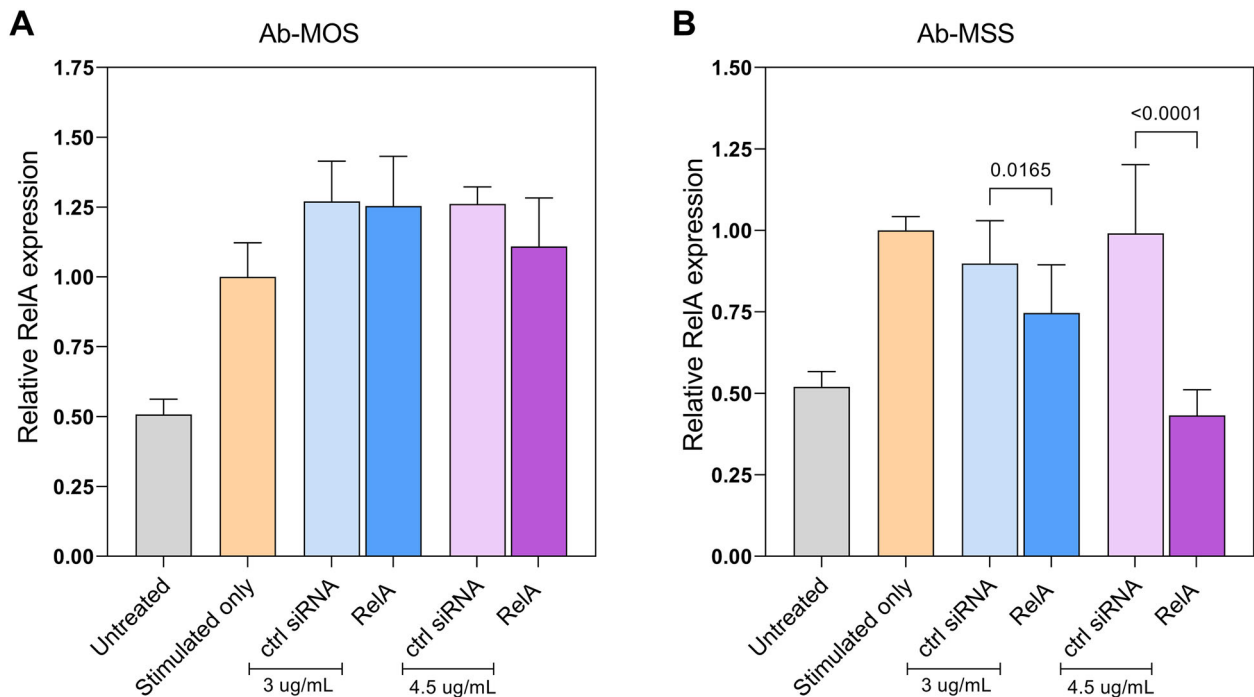 A
Ab-MOS
Relative RelA expression
1.75
1.50
1.25
1.00
0.75
0.50
0.25
0.00
Untreated
Stimulated only
ctrl siRNA
RelA
ctrl siRNA
RelA
3 ug/mL
4.5 ug/mL
B
Ab-MSS
Relative RelA expression
1.50
1.25
1.00
0.75
0.50
0.25
0.00
0.0165
<0.0001
Untreated
Stimulated only
ctrl siRNA
RelA
ctrl siRNA
RelA
3 ug/mL
4.5 ug/mL